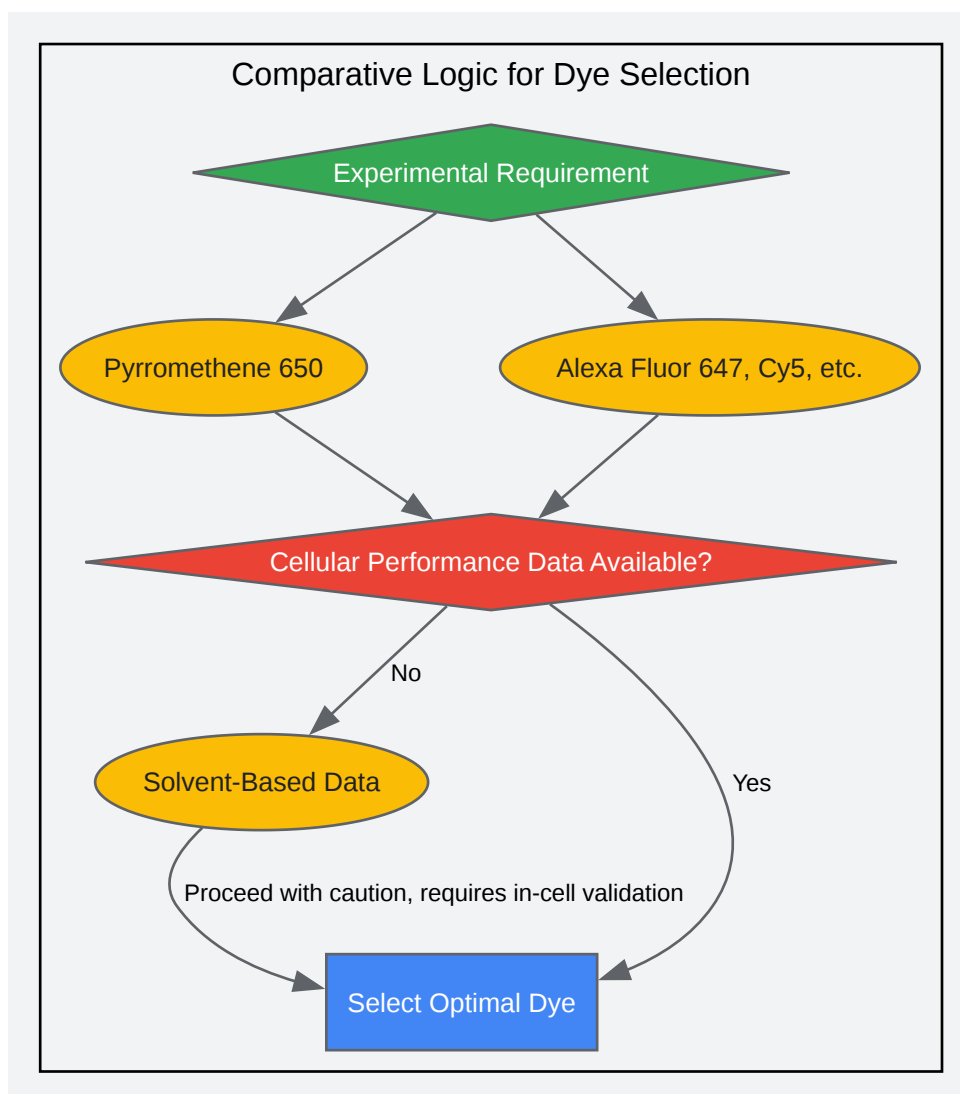 Comparative Logic for Dye Selection
Experimental Requirement
Pyrromethene 650
Alexa Fluor 647, Cy5, etc.
Cellular Performance Data Available?
No
Solvent-Based Data
Yes
Proceed with caution, requires in-cell validation
Select Optimal Dye